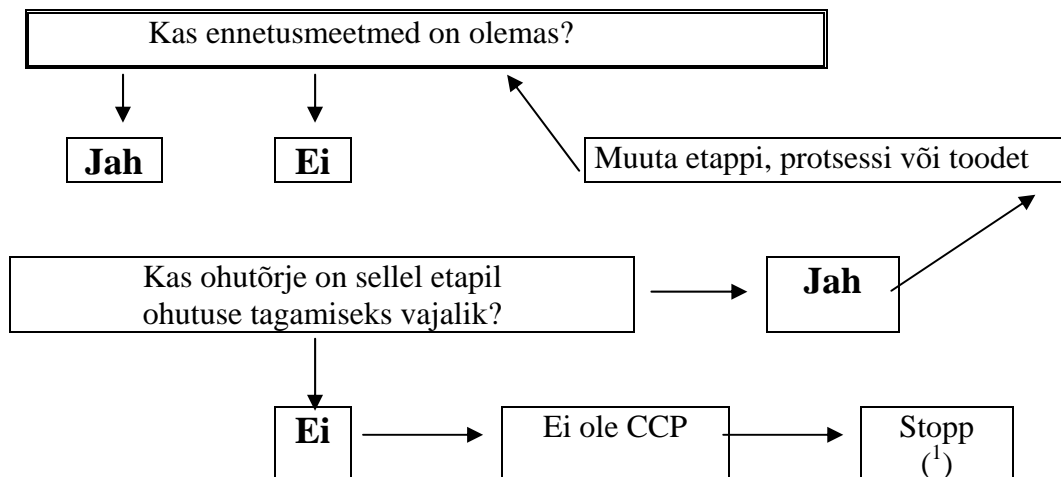 Kas ennetusmeetmed on olemas?
Jah
Ei
Muuta etappi, protsessi või toodet
Kas ohutõrje on sellel etapil
ohutuse tagamiseks vajalik?
Jah
Ei
Ei ole CCP
Stopp
(¹)